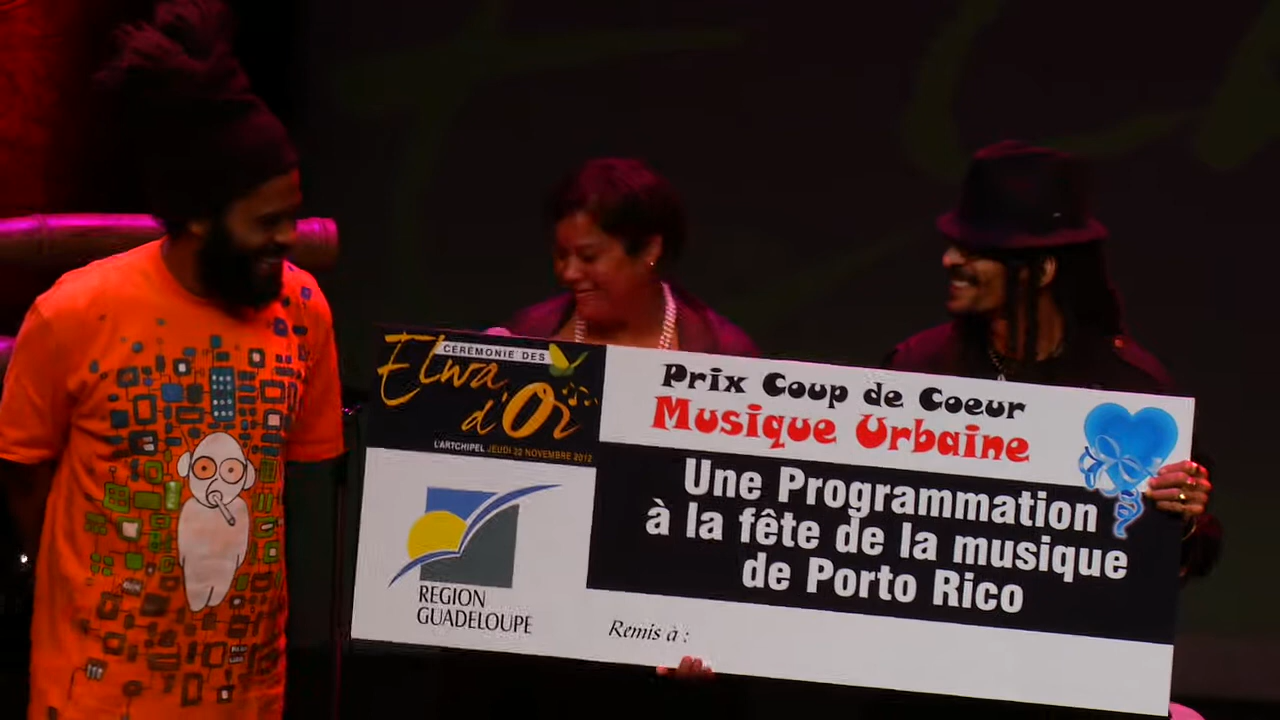 CÉRÉMONIE DES
Elwa
d'Or
L'ARTCHIPEL JEUDI 22 NOVEMBRE 2012
Prix Coup de Coeur
Musique Urbaine
Une Programmation
à la fête de la musique
de Porto Rico
REGION
GUADELOUPE
Remis à :